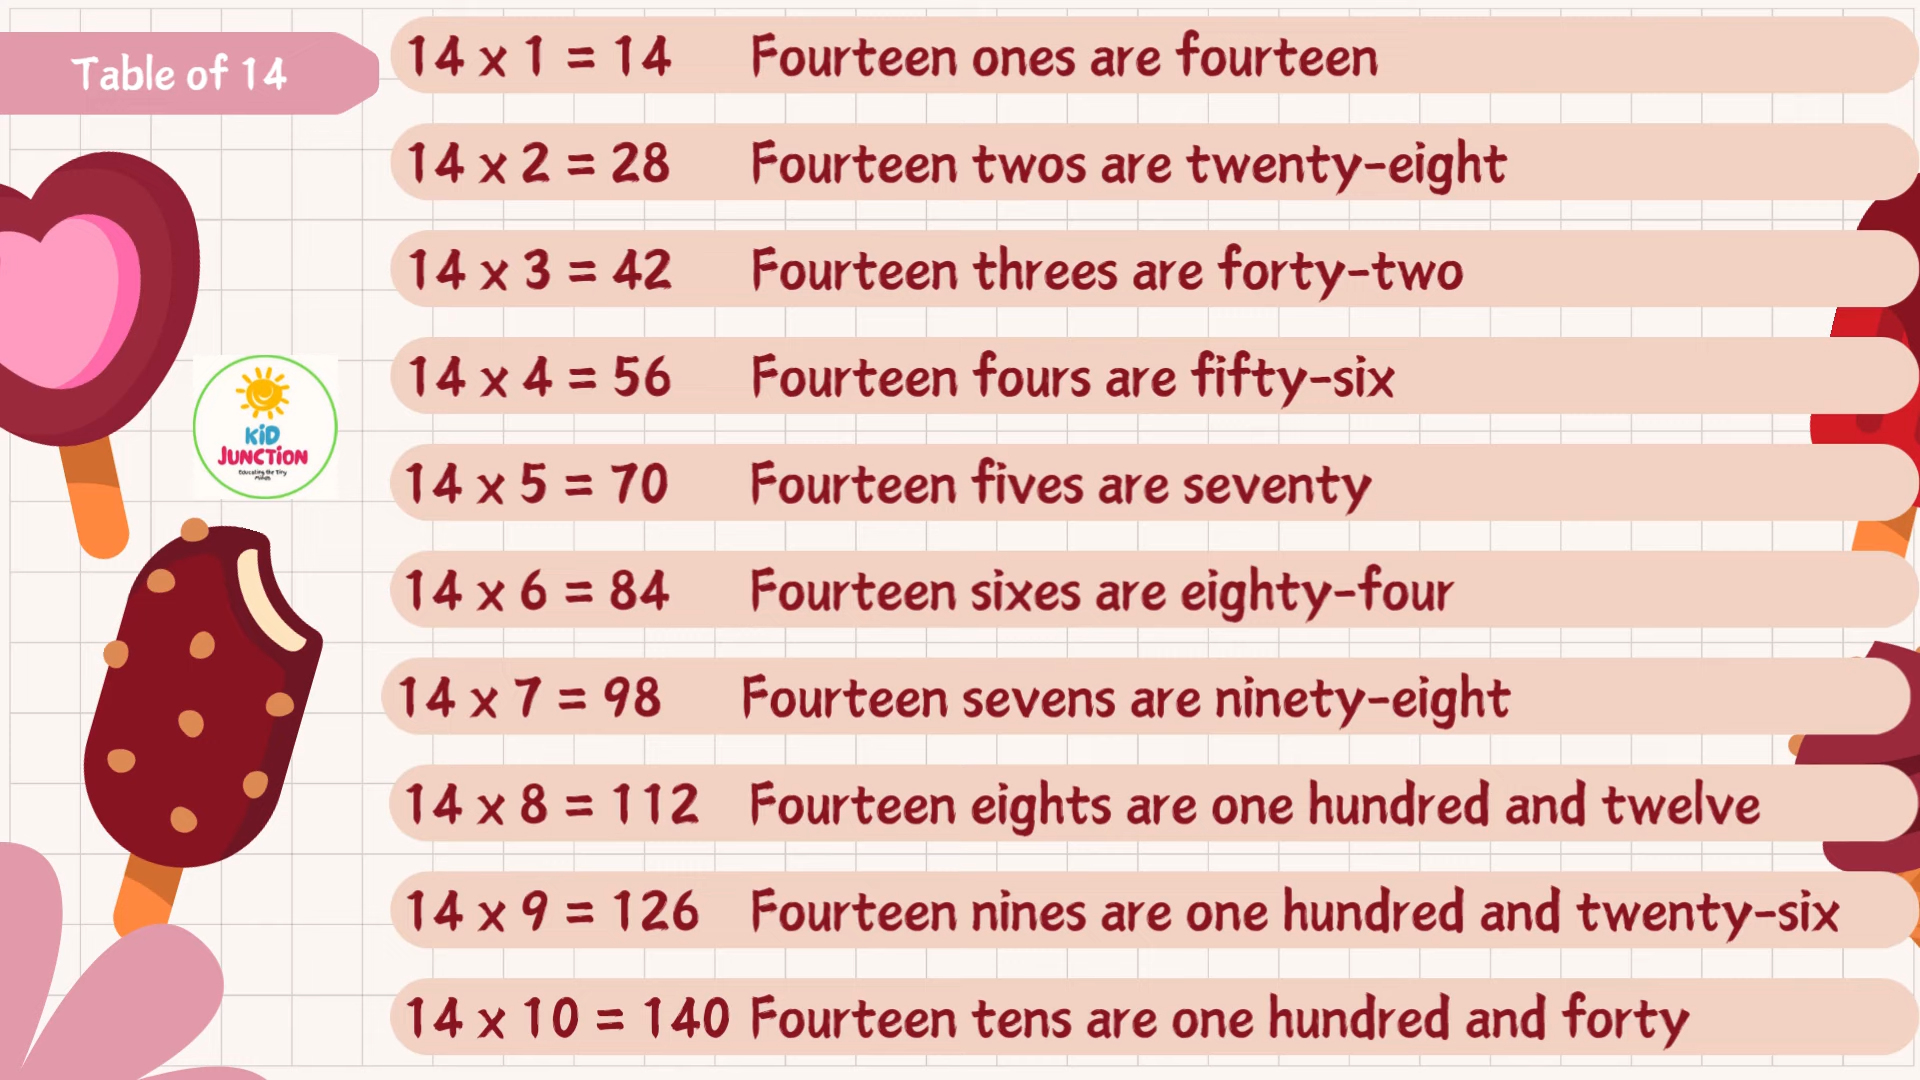 Table of 14
14 x 1 = 14 Fourteen ones are fourteen
14 x 2 = 28 Fourteen twos are twenty-eight
14 x 3 = 42 Fourteen threes are forty-two
14 x 4 = 56 Fourteen fours are fifty-six
14 x 5 = 70 Fourteen fives are seventy
14 x 6 = 84 Fourteen sixes are eighty-four
14 x 7 = 98 Fourteen sevens are ninety-eight
14 x 8 = 112 Fourteen eights are one hundred and twelve
14 x 9 = 126 Fourteen nines are one hundred and twenty-six
14 x 10 = 140 Fourteen tens are one hundred and forty
KiD
JUNCTiON
Educating the Tiny
Minds